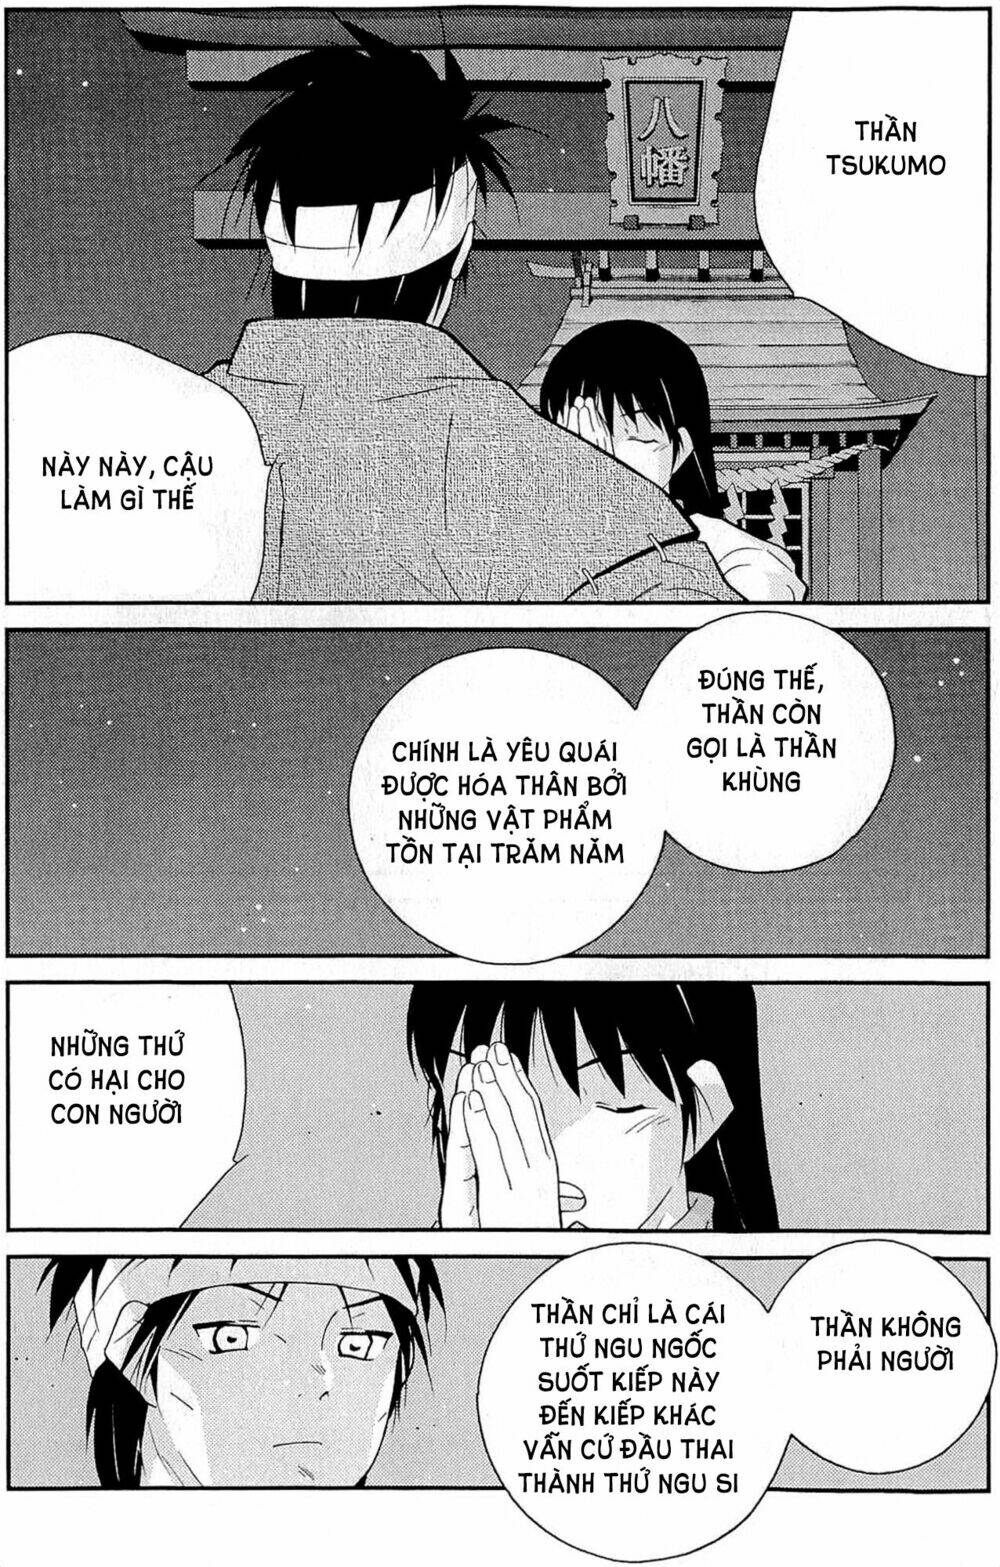 THẦN
TSUKUMO
八幡
NÀY NÀY, CẬU
LÀM GÌ THẾ
ĐÚNG THẾ,
THẦN CÒN
GỌI LÀ THẦN
KHÙNG
CHÍNH LÀ YÊU QUÁI
ĐƯỢC HÓA THÂN BỞI
NHỮNG VẬT PHẨM
TỒN TẠI TRĂM NĂM
NHỮNG THỨ
CÓ HẠI CHO
CON NGƯỜI
THẦN KHÔNG
PHẢI NGƯỜI
THẦN CHỈ LÀ CÁI
THỨ NGU NGỐC
SUỐT KIẾP NÀY
ĐẾN KIẾP KHÁC
VẪN CỨ ĐẦU THAI
THÀNH THỨ NGU SI